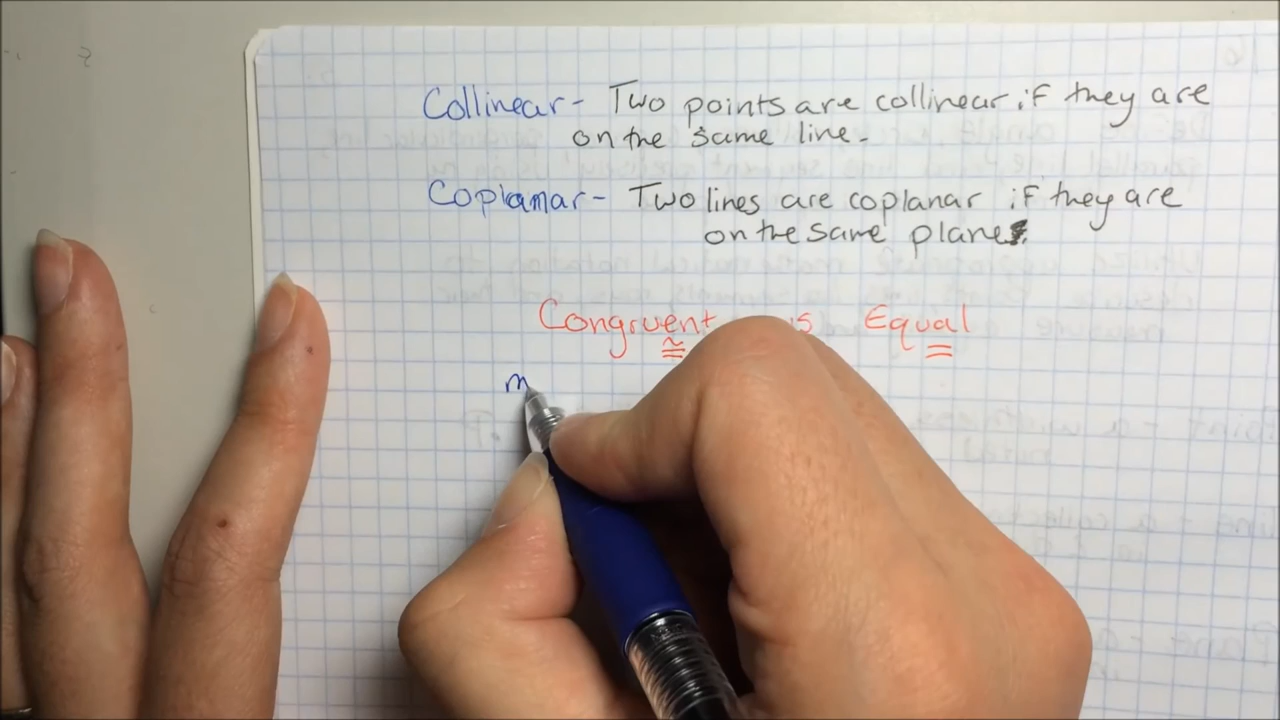 Collinear - Two points are collinear if they are
on the same line.
Coplanar - Two lines are coplanar if they are
on the same plane.
Congruent Equal
≅ =
m